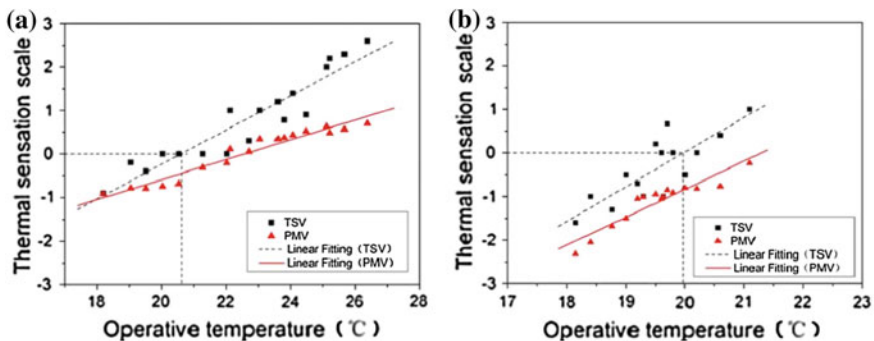 (a)
Thermal sensation scale
3
2
1
0
-1
-2
-3
TSV
PMV
Linear Fitting (TSV)
Linear Fitting (PMV)
18 20 22 24 26 28
Operative temperature (℃)
(b)
Thermal sensation scale
3
2
1
0
-1
-2
-3
TSV
PMV
Linear Fitting (TSV)
Linear Fitting (PMV)
17 18 19 20 21 22 23
Operative temperature (℃)